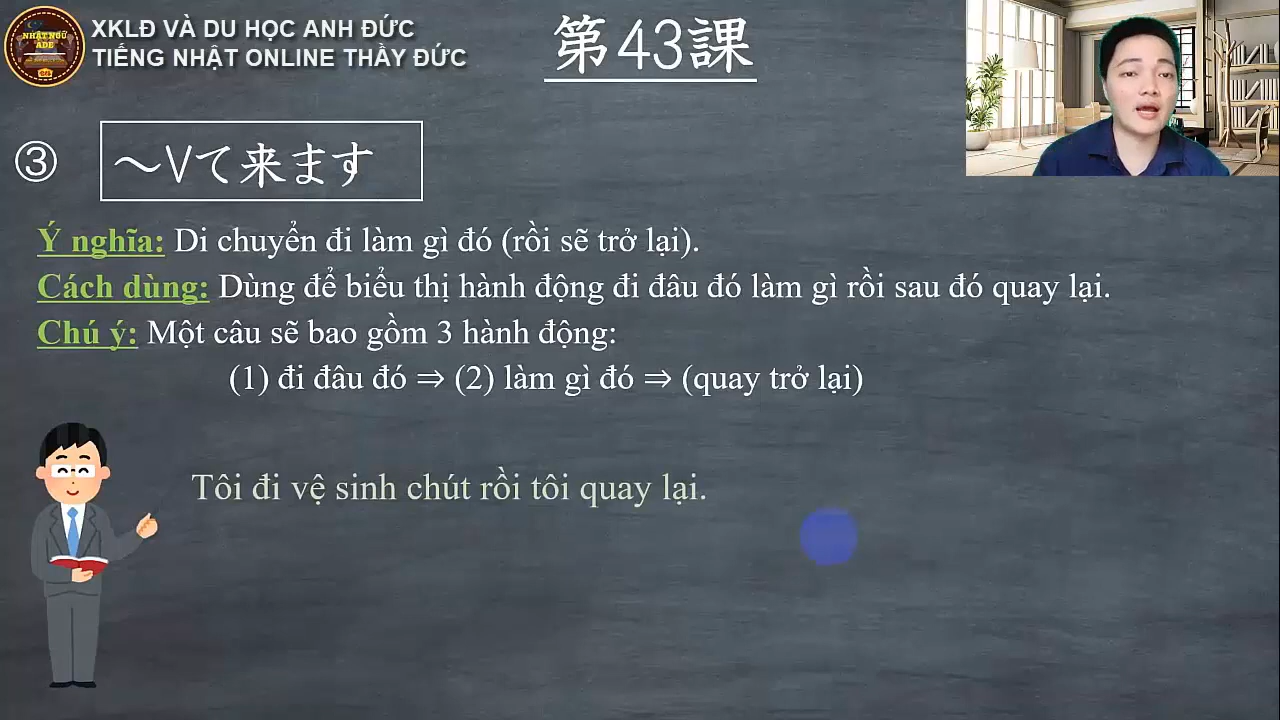 NHẬT NGỮ
ADE
XKLĐ VÀ DU HỌC ANH ĐỨC
TIẾNG NHẬT ONLINE THẦY ĐỨC
第43課
③ ～Vて来ます
Ý nghĩa: Di chuyển đi làm gì đó (rồi sẽ trở lại).
Cách dùng: Dùng để biểu thị hành động đi đâu đó làm gì rồi sau đó quay lại.
Chú ý: Một câu sẽ bao gồm 3 hành động:
(1) đi đâu đó ⇒ (2) làm gì đó ⇒ (quay trở lại)
Tôi đi vệ sinh chút rồi tôi quay lại.